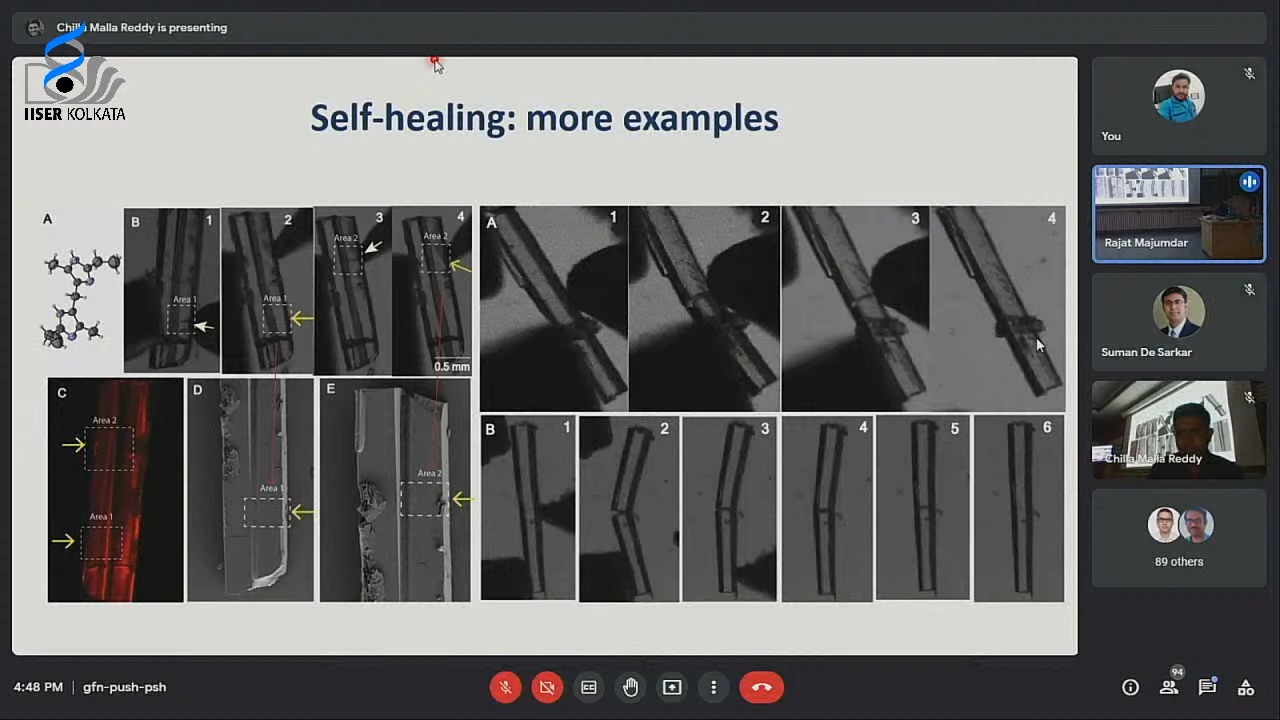 Chilla Malla Reddy is presenting
IISER KOLKATA
Self-healing: more examples
A
B
1
2
3
4
Area 1
Area 1
Area 2
Area 2
0.5 mm
C
D
E
Area 2
Area 1
Area 1
Area 2
A
1
2
3
4
B
1
2
3
4
5
6
You
Rajat Majumdar
Suman De Sarkar
Chilla Malla Reddy
89 others
4:48 PM | gfn-push-psh
CC
94